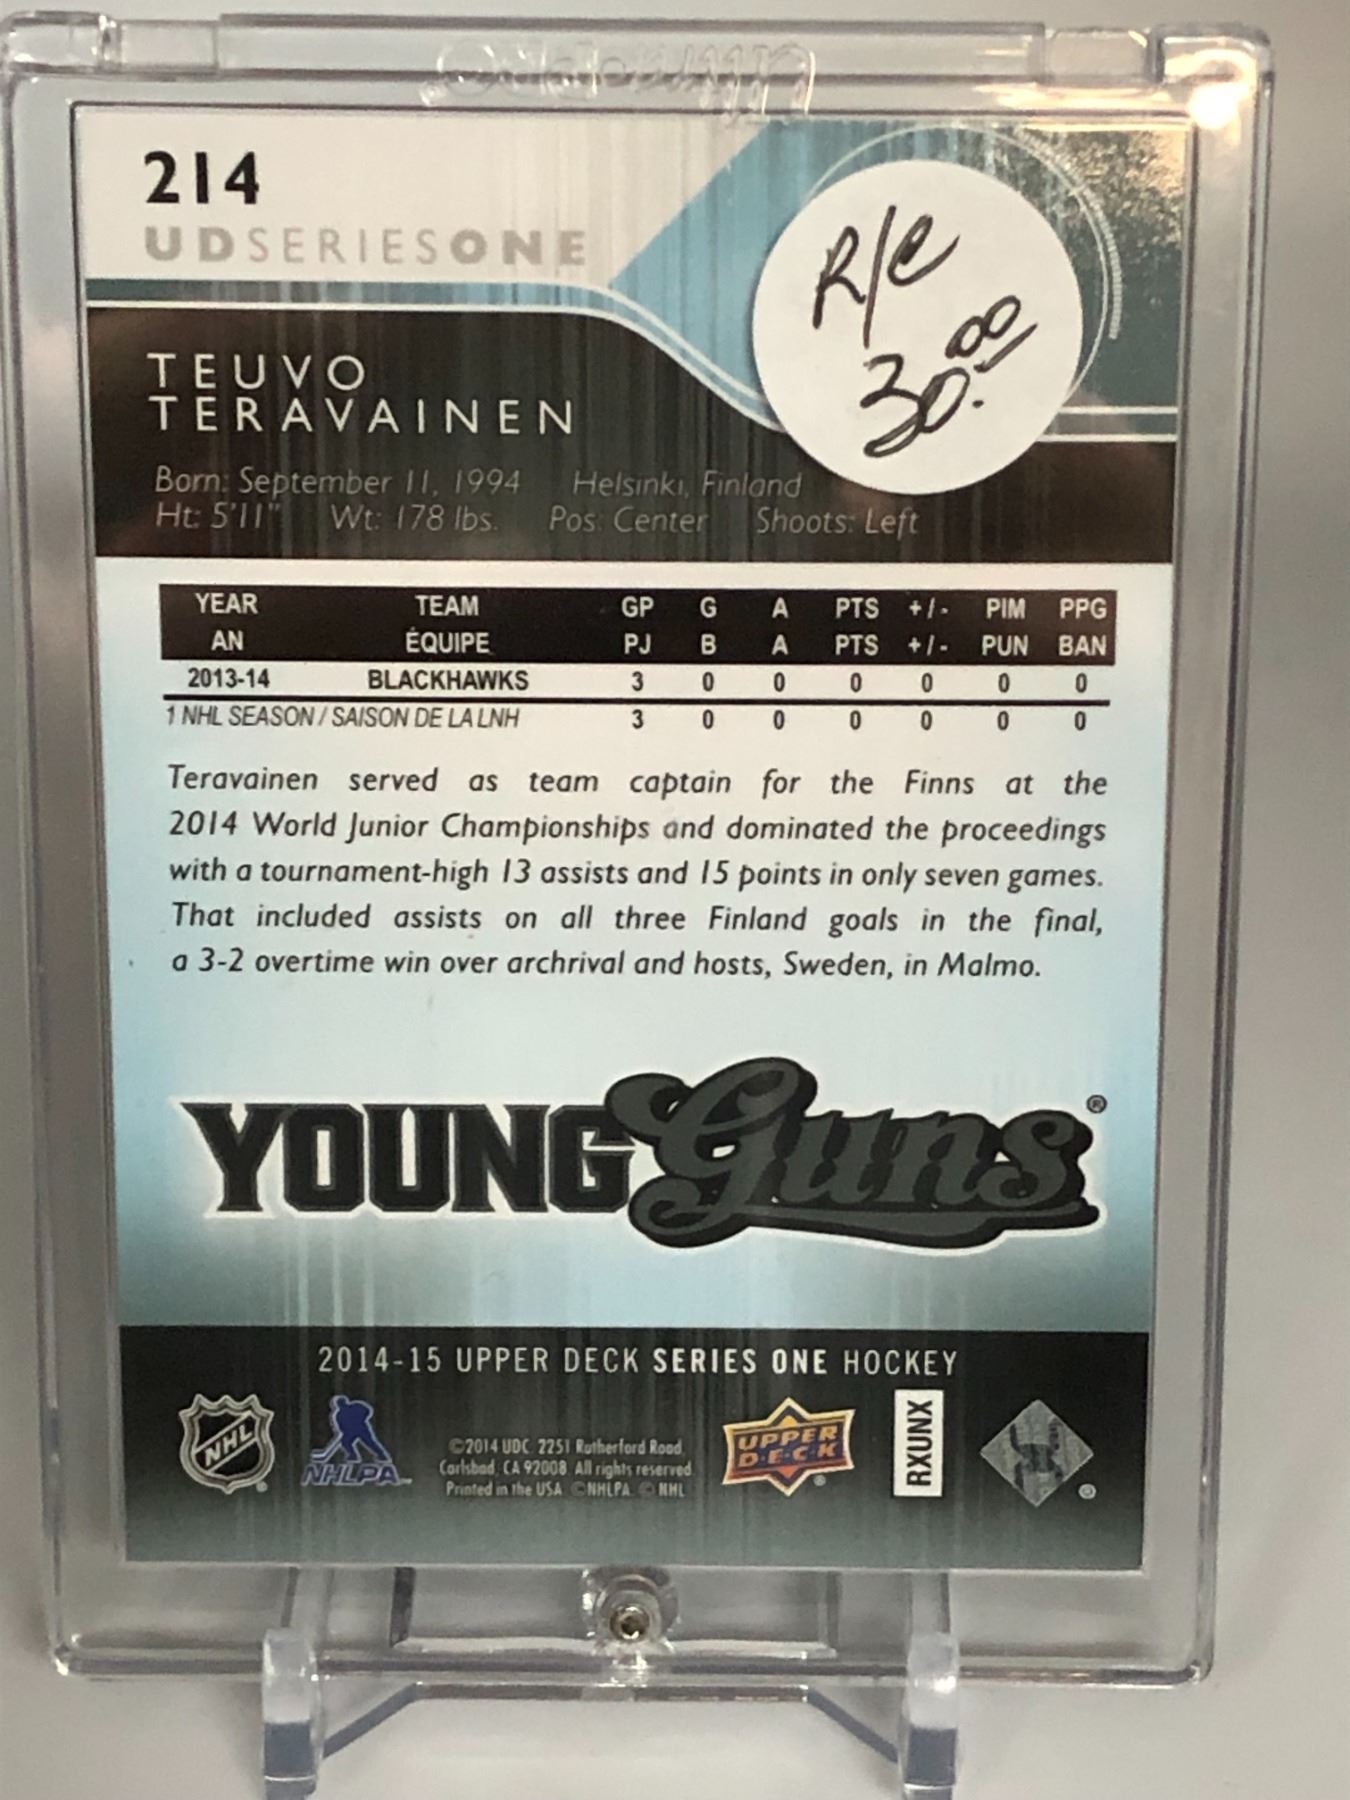 ultra·pro
214
UDSERIESONE
R/C
30.00
TEUVO
TERAVAINEN
Born: September 11, 1994 Helsinki, Finland
Ht: 5'11" Wt: 178 lbs. Pos: Center Shoots: Left
YEAR TEAM GP G A PTS +/- PIM PPG
AN ÉQUIPE PJ B A PTS +/- PUN BAN
2013-14 BLACKHAWKS 3 0 0 0 0 0 0
1 NHL SEASON / SAISON DE LA LNH 3 0 0 0 0 0 0
Teravainen served as team captain for the Finns at the
2014 World Junior Championships and dominated the proceedings
with a tournament-high 13 assists and 15 points in only seven games.
That included assists on all three Finland goals in the final,
a 3-2 overtime win over archrival and hosts, Sweden, in Malmo.
YOUNG Guns®
2014-15 UPPER DECK SERIES ONE HOCKEY
NHL ®
NHLPA
©2014 UDC. 2251 Rutherford Road,
Carlsbad, CA 92008. All rights reserved.
Printed in the USA. ©NHLPA. © NHL
UPPER
D·E·C·K ®
RXUNX
®